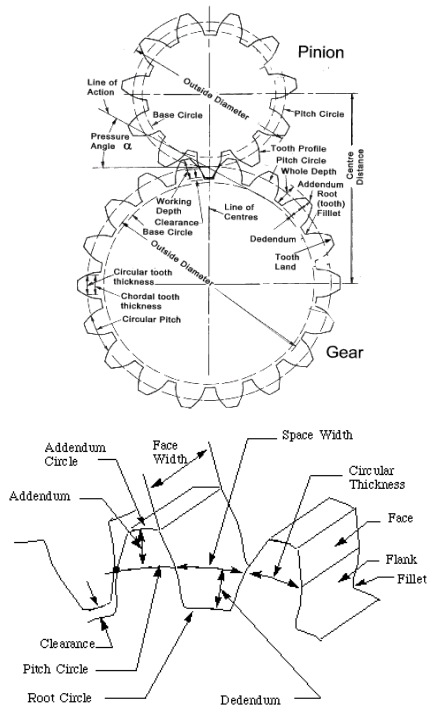 Pinion
Line of
Action
Outside Diameter
Base Circle
Pitch Circle
Pressure
Angle α
Tooth Profile
Pitch Circle
Whole Depth
Centre
Distance
Addendum
Root
(tooth)
Fillet
Working
Depth
Clearance
Base Circle
Line of
Centres
Dedendum
Tooth
Land
Outside Diameter
Circular tooth
thickness
Chordal tooth
thickness
Circular Pitch
Gear
Addendum
Circle
Face
Width
Space Width
Circular
Thickness
Addendum
Face
Flank
Fillet
Clearance
Pitch Circle
Root Circle
Dedendum